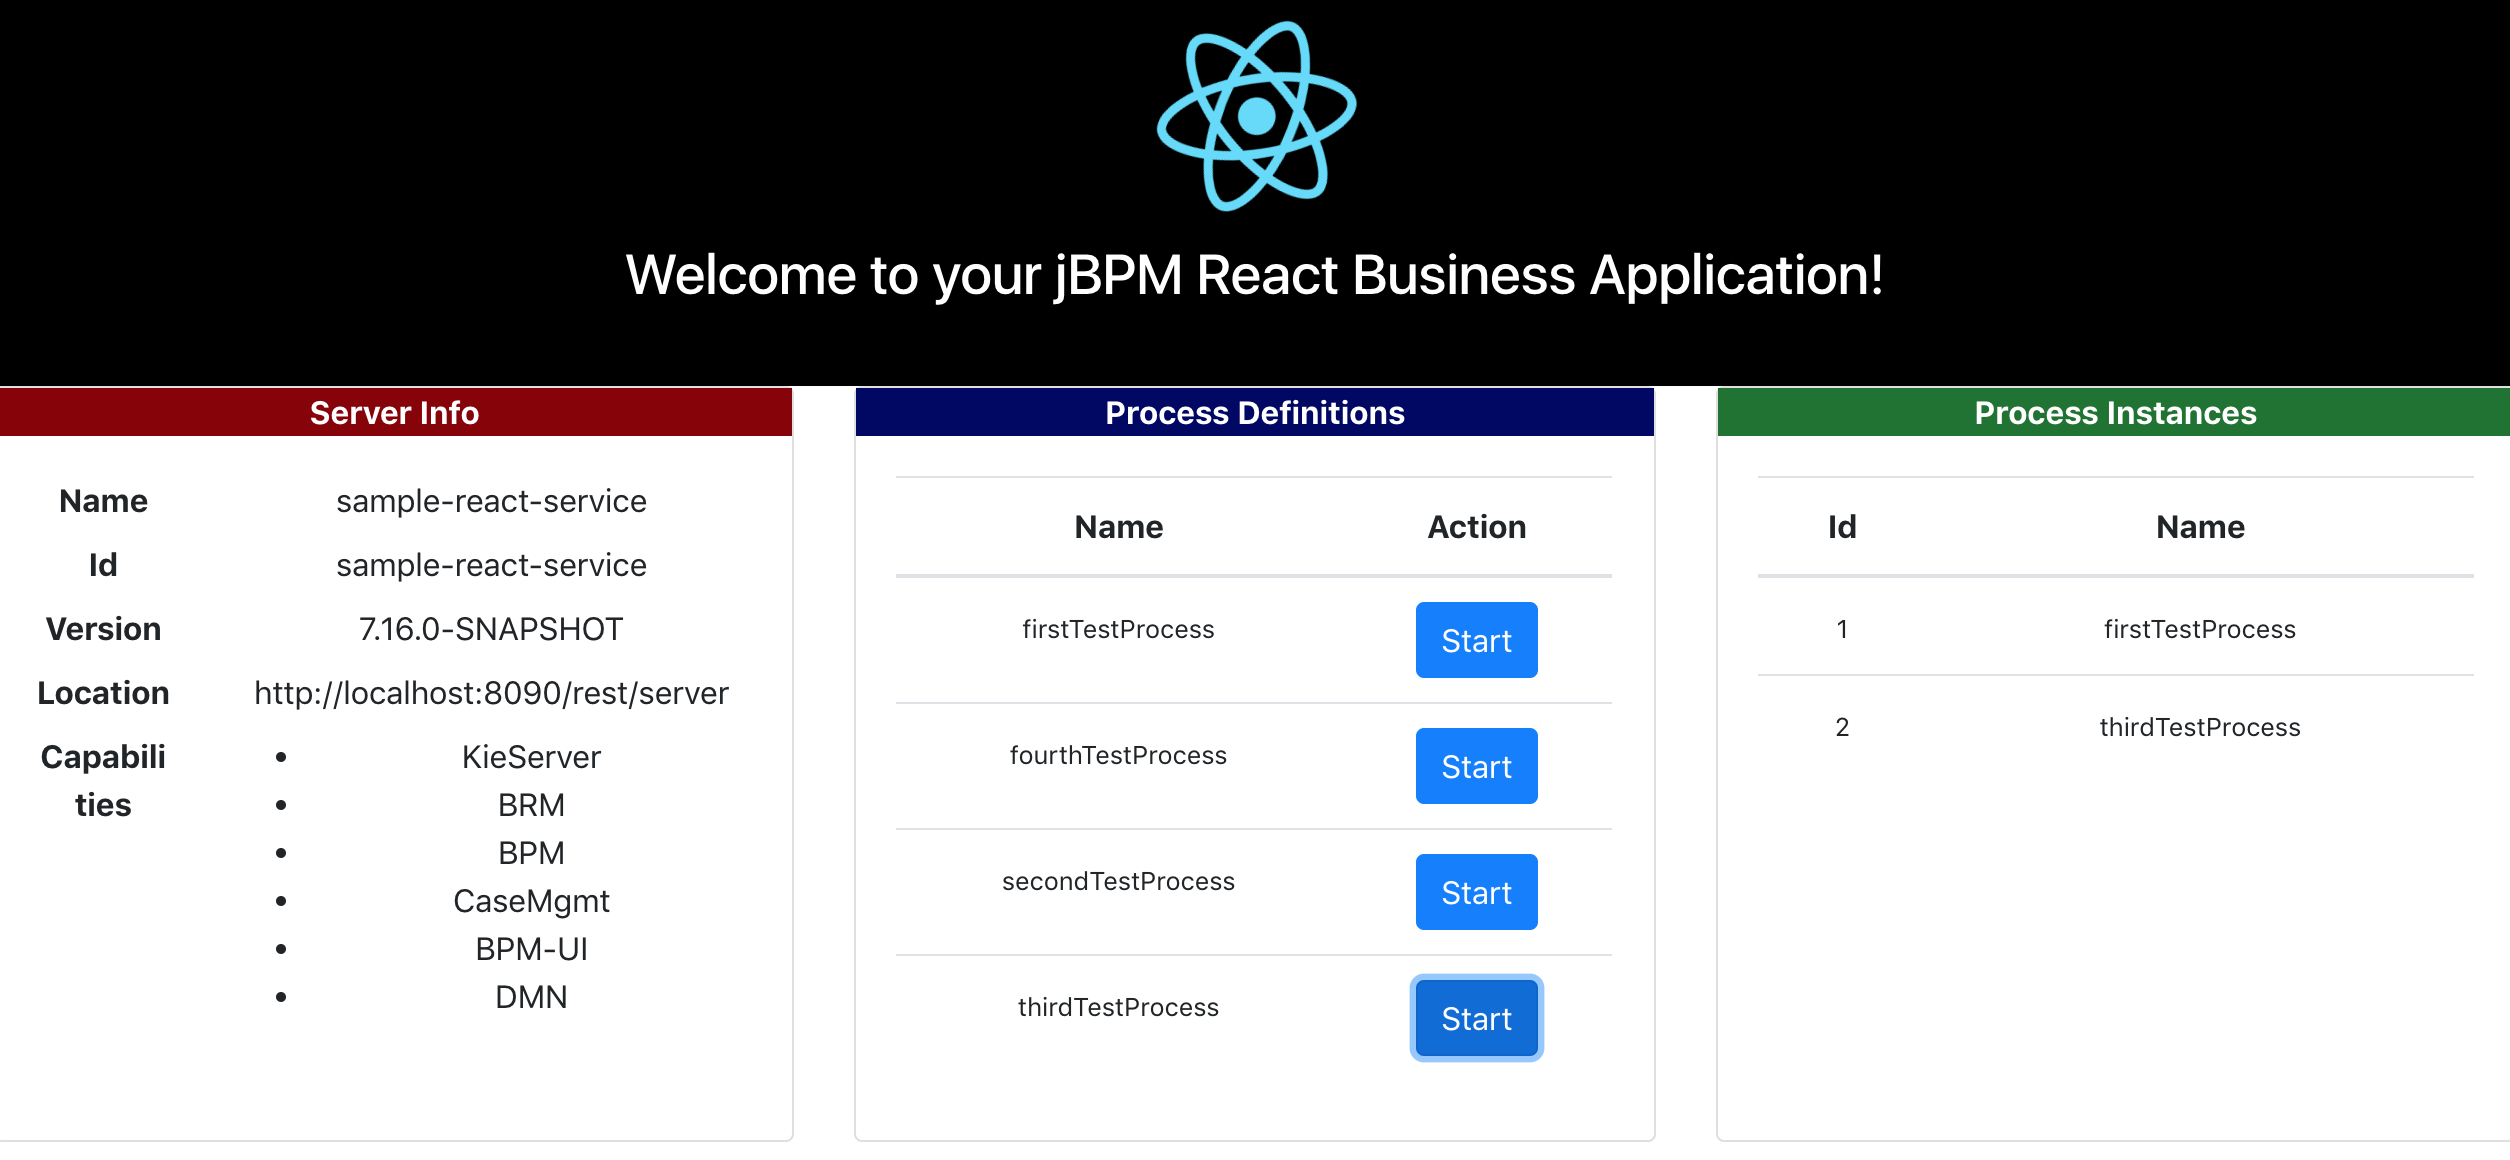 Welcome to your jBPM React Business Application!
Server Info
Name sample-react-service
Id sample-react-service
Version 7.16.0-SNAPSHOT
Location http://localhost:8090/rest/server
Capabili
ties
• KieServer
• BRM
• BPM
• CaseMgmt
• BPM-UI
• DMN
Process Definitions
Name Action
firstTestProcess Start
fourthTestProcess Start
secondTestProcess Start
thirdTestProcess Start
Process Instances
Id Name
1 firstTestProcess
2 thirdTestProcess